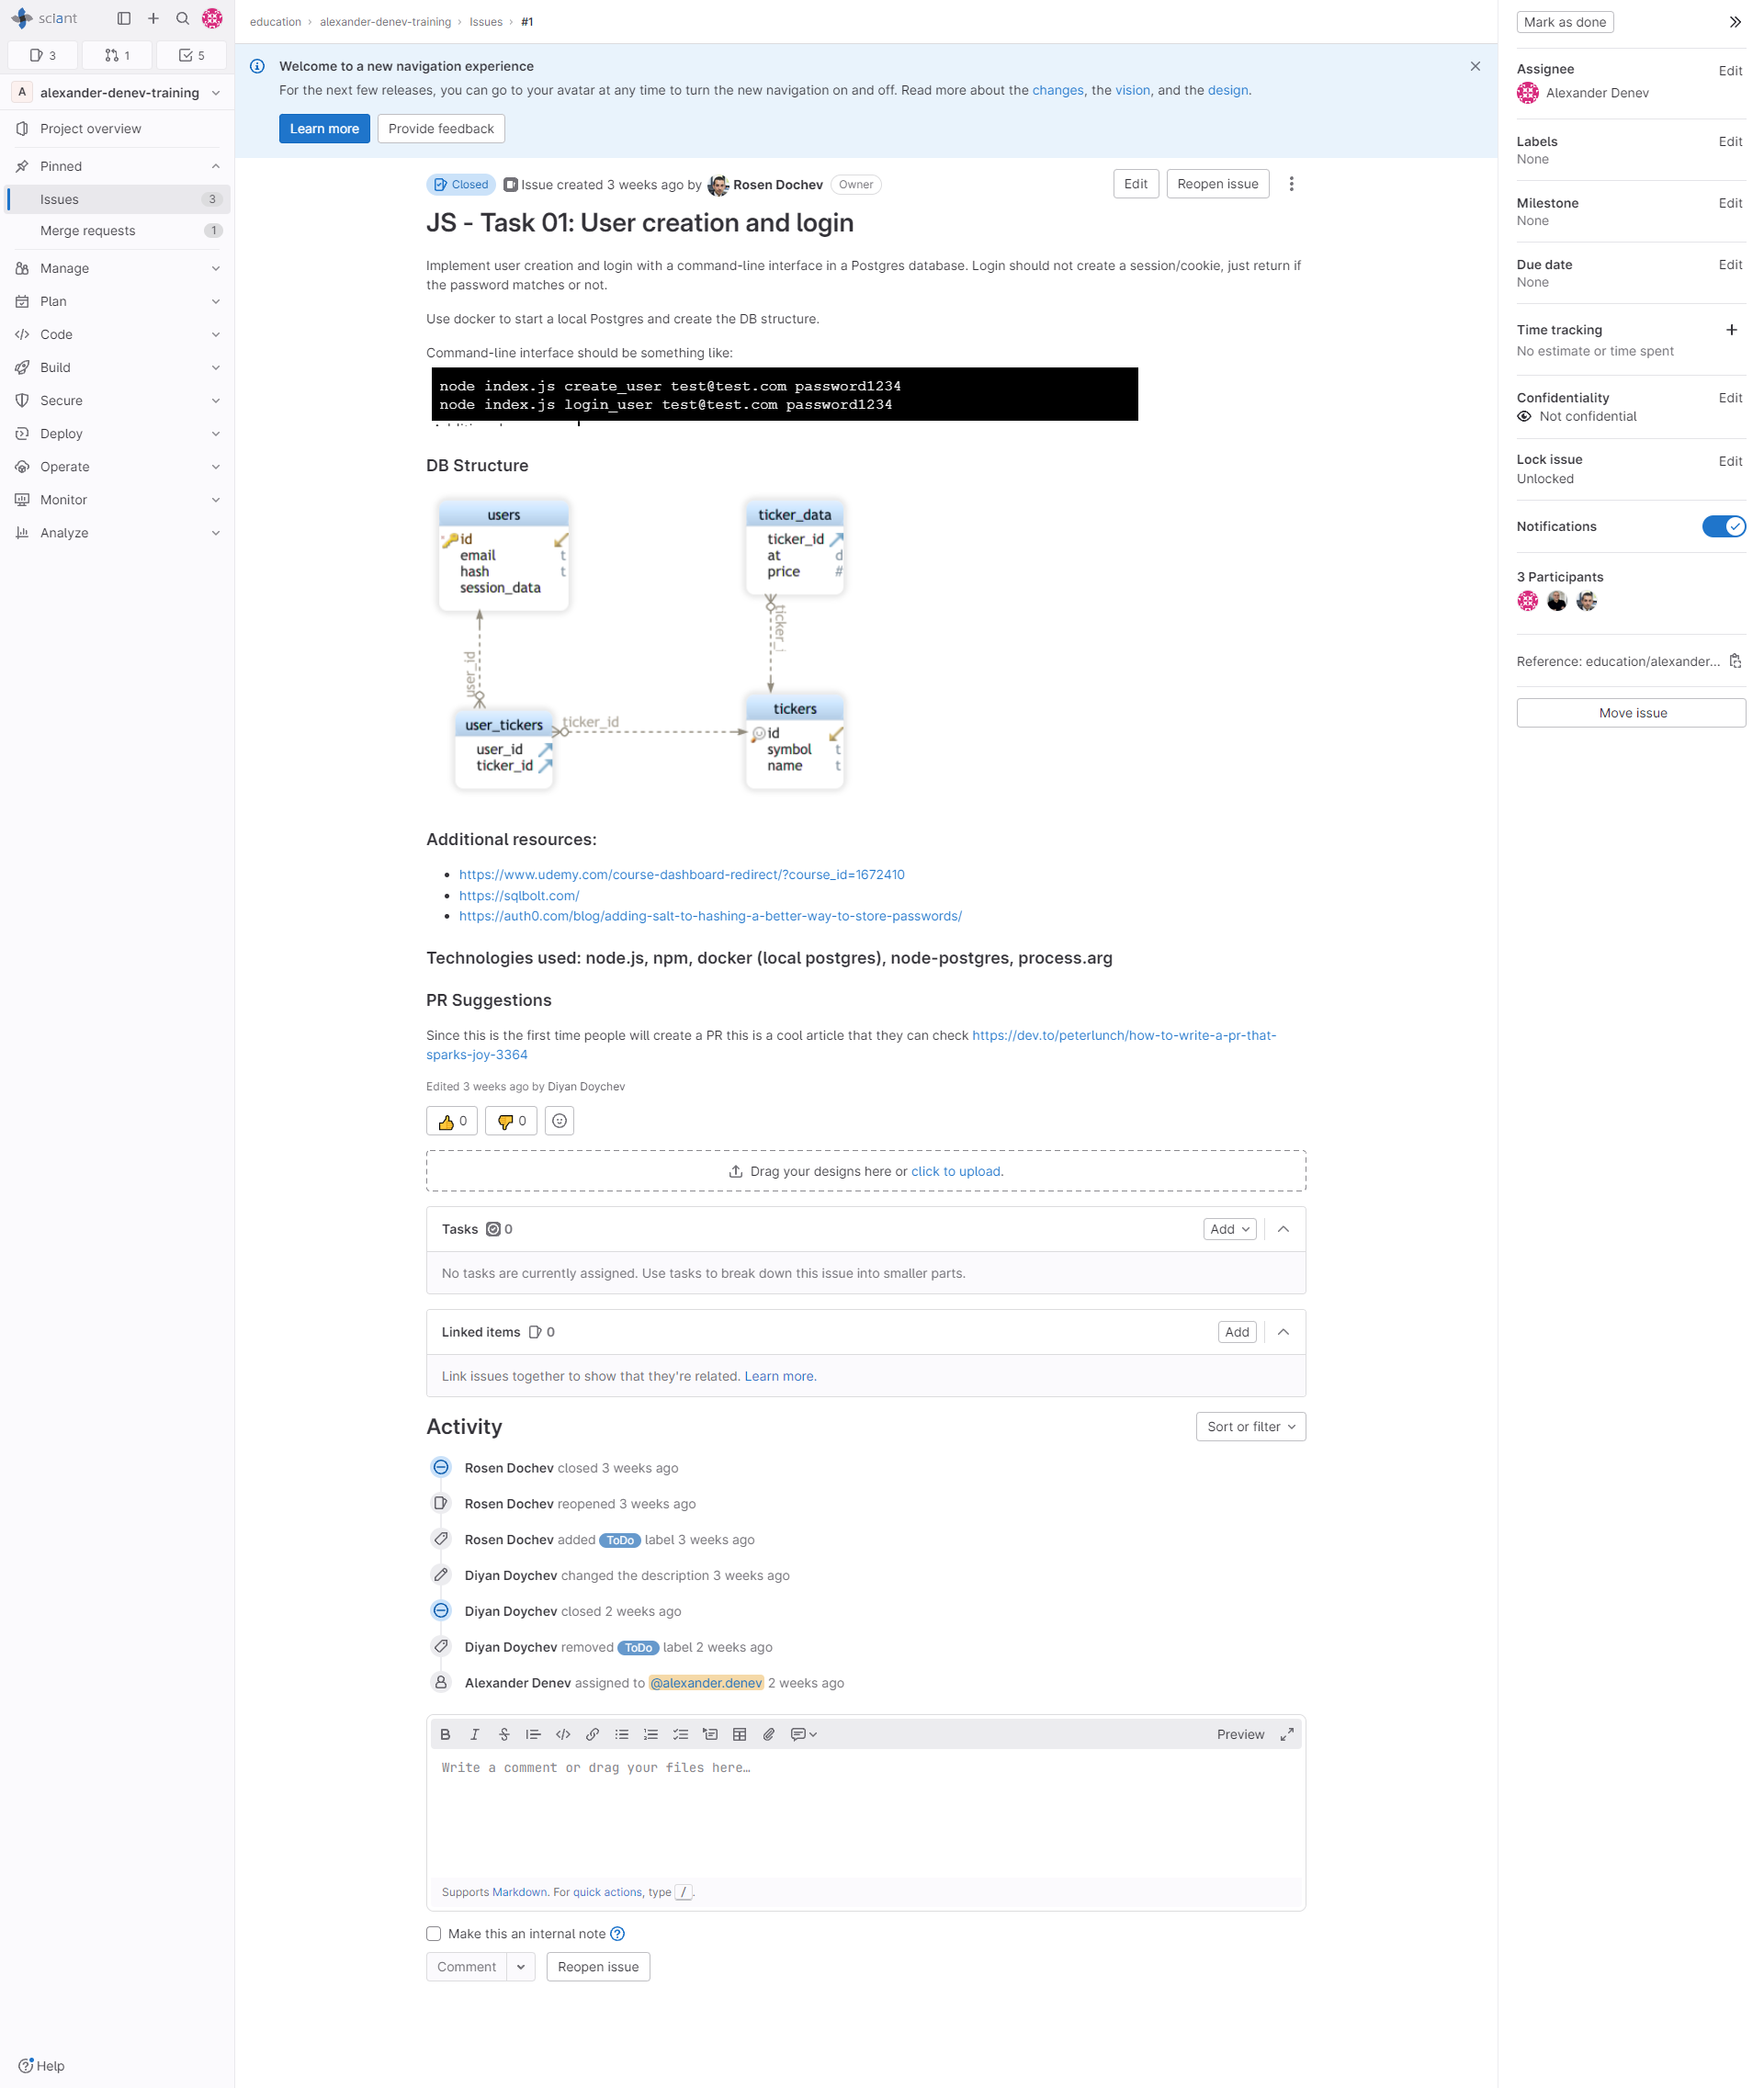 sciant
3
1
5
A
alexander-denev-training
Project overview
Pinned
Issues
3
Merge requests
1
Manage
Plan
Code
Build
Secure
Deploy
Operate
Monitor
Analyze
Help
education › alexander-denev-training › Issues › #1
Welcome to a new navigation experience
For the next few releases, you can go to your avatar at any time to turn the new navigation on and off. Read more about the changes, the vision, and the design.
Learn more
Provide feedback
Closed
Issue created 3 weeks ago by Rosen Dochev
Owner
Edit
Reopen issue
JS - Task 01: User creation and login
Implement user creation and login with a command-line interface in a Postgres database. Login should not create a session/cookie, just return if
the password matches or not.
Use docker to start a local Postgres and create the DB structure.
Command-line interface should be something like:
node index.js create_user test@test.com password1234
node index.js login_user test@test.com password1234
DB Structure
users
id
email t
hash t
session_data
ticker_data
ticker_id
at d
price #
user_id
ticker_i
user_tickers
user_id
ticker_id
ticker_id
tickers
id
symbol t
name t
Additional resources:
https://www.udemy.com/course-dashboard-redirect/?course_id=1672410
https://sqlbolt.com/
https://auth0.com/blog/adding-salt-to-hashing-a-better-way-to-store-passwords/
Technologies used: node.js, npm, docker (local postgres), node-postgres, process.arg
PR Suggestions
Since this is the first time people will create a PR this is a cool article that they can check https://dev.to/peterlunch/how-to-write-a-pr-that-
sparks-joy-3364
Edited 3 weeks ago by Diyan Doychev
0
0
Drag your designs here or click to upload.
Tasks 0
Add
No tasks are currently assigned. Use tasks to break down this issue into smaller parts.
Linked items 0
Add
Link issues together to show that they're related. Learn more.
Activity
Sort or filter
Rosen Dochev closed 3 weeks ago
Rosen Dochev reopened 3 weeks ago
Rosen Dochev added ToDo label 3 weeks ago
Diyan Doychev changed the description 3 weeks ago
Diyan Doychev closed 2 weeks ago
Diyan Doychev removed ToDo label 2 weeks ago
Alexander Denev assigned to @alexander.denev 2 weeks ago
Preview
Write a comment or drag your files here…
Supports Markdown. For quick actions, type /.
Make this an internal note
Comment
Reopen issue
Mark as done
Assignee
Edit
Alexander Denev
Labels
Edit
None
Milestone
Edit
None
Due date
Edit
None
Time tracking
No estimate or time spent
Confidentiality
Edit
Not confidential
Lock issue
Edit
Unlocked
Notifications
3 Participants
Reference: education/alexander...
Move issue